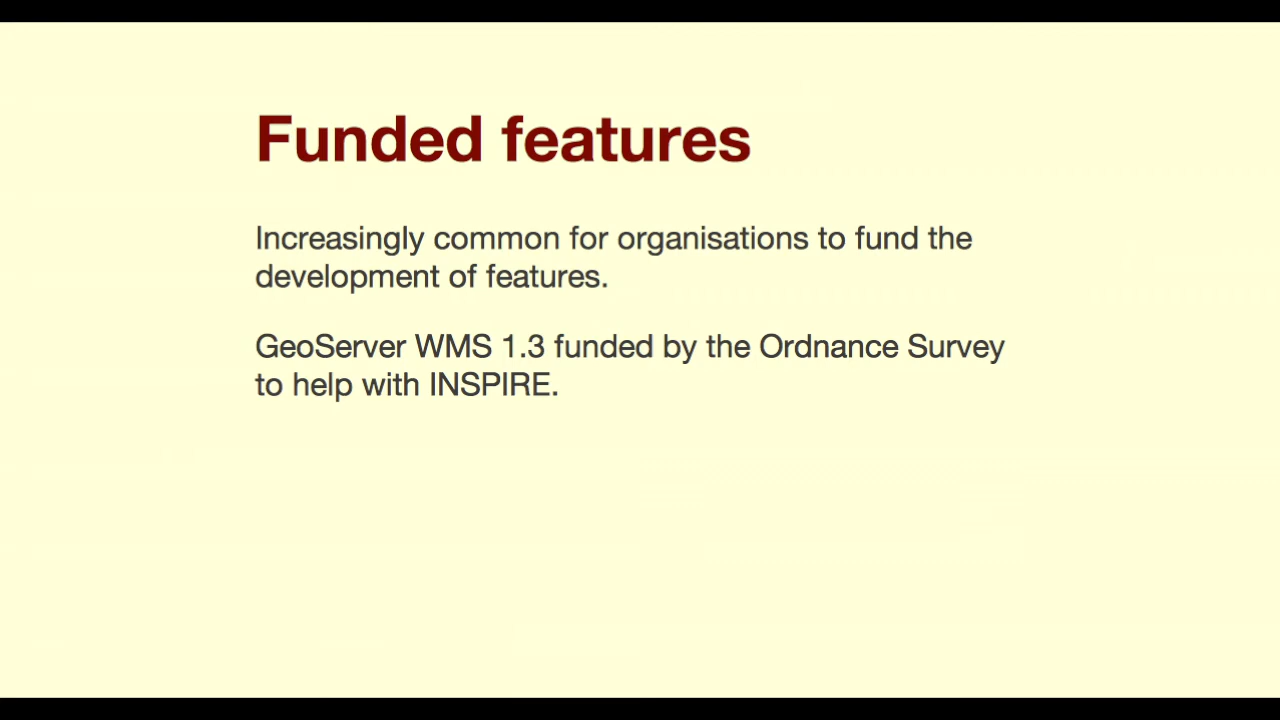 Funded features
Increasingly common for organisations to fund the
development of features.
GeoServer WMS 1.3 funded by the Ordnance Survey
to help with INSPIRE.